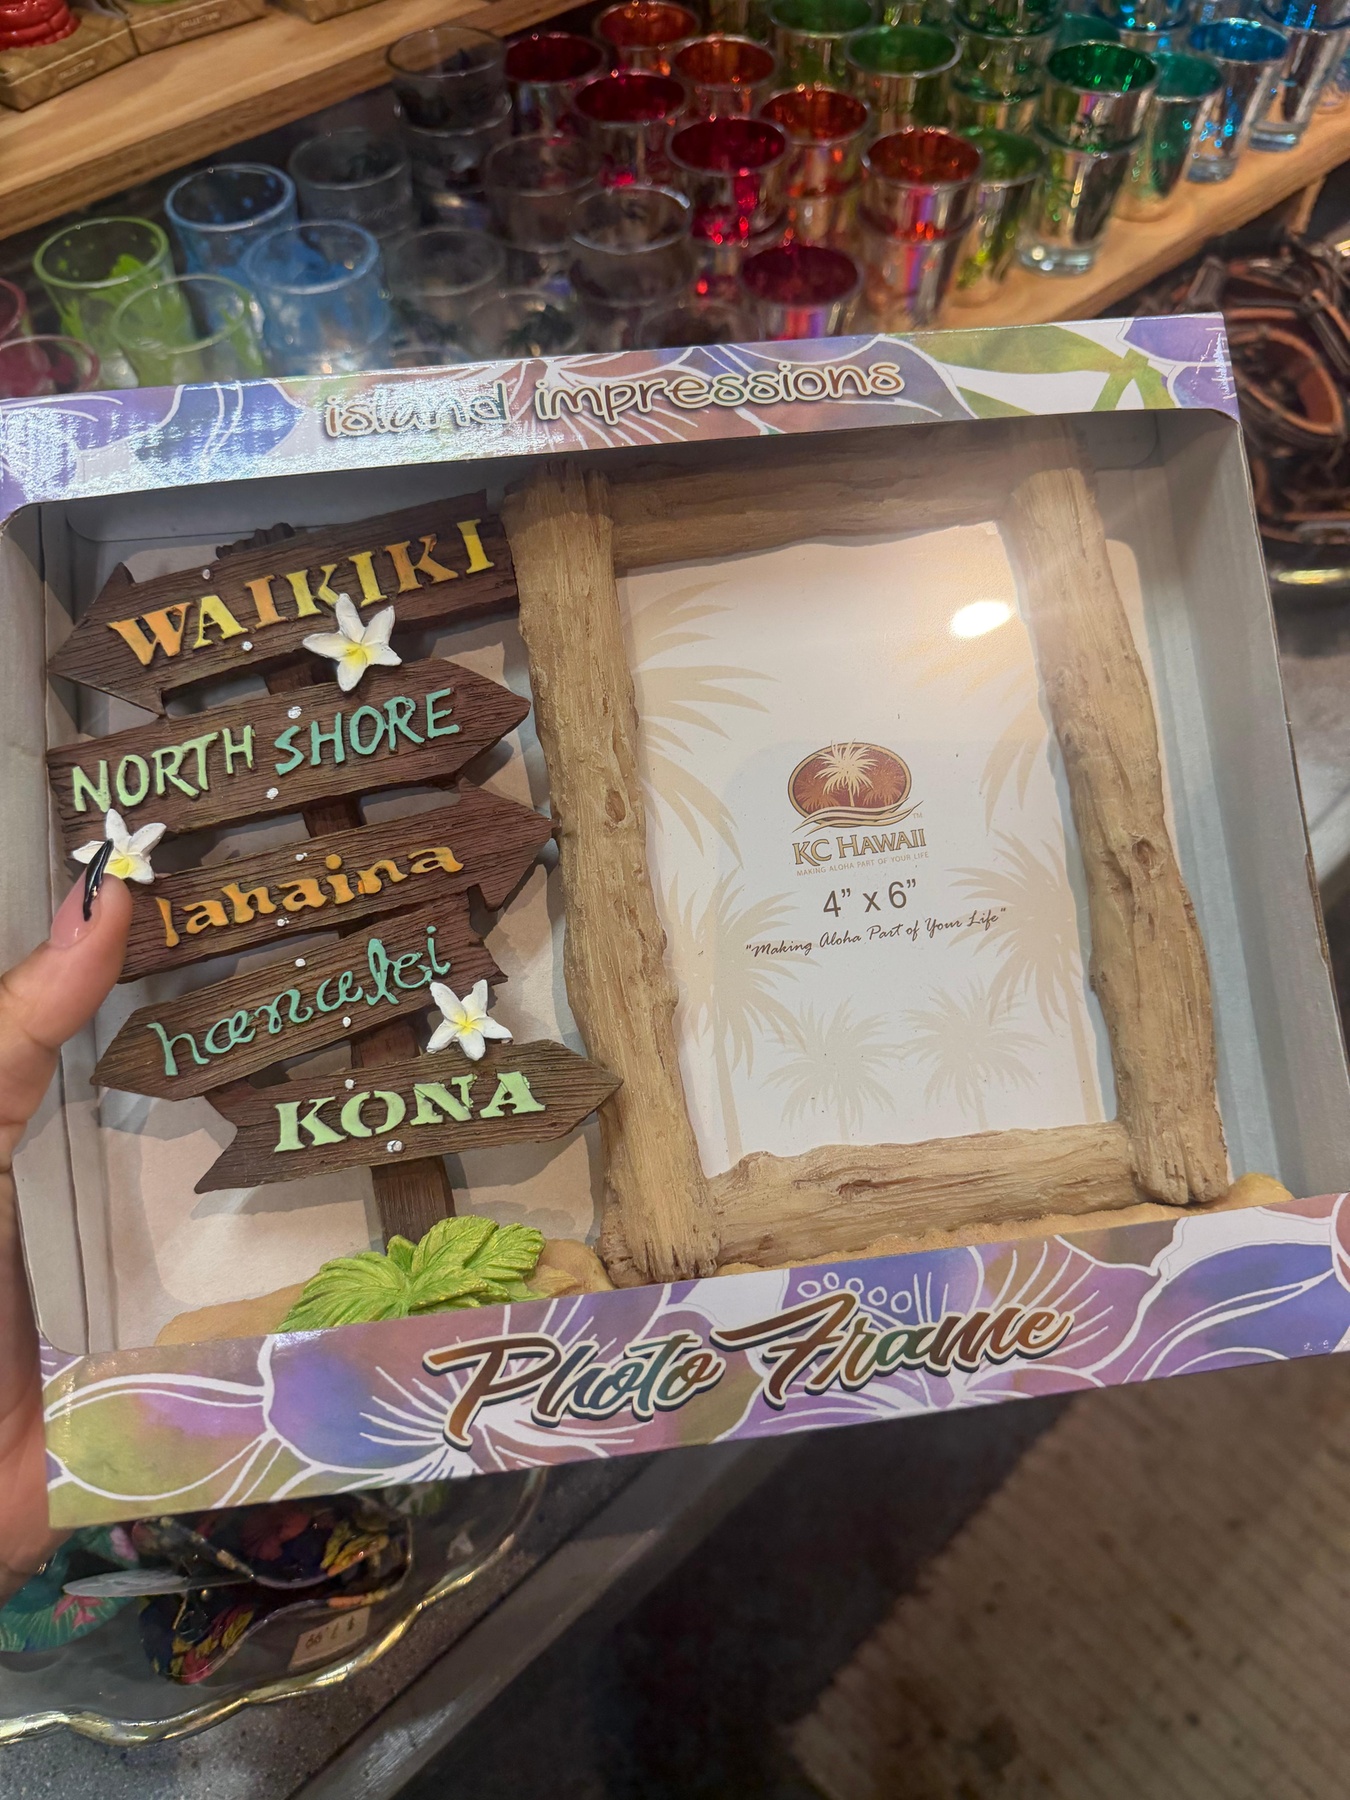 island impressions
WAIKIKI
NORTH SHORE
lahaina
hanalei
KONA
KC HAWAII
TM
MAKING ALOHA PART OF YOUR LIFE
4" x 6"
"Making Aloha Part of Your Life"
Photo Frame